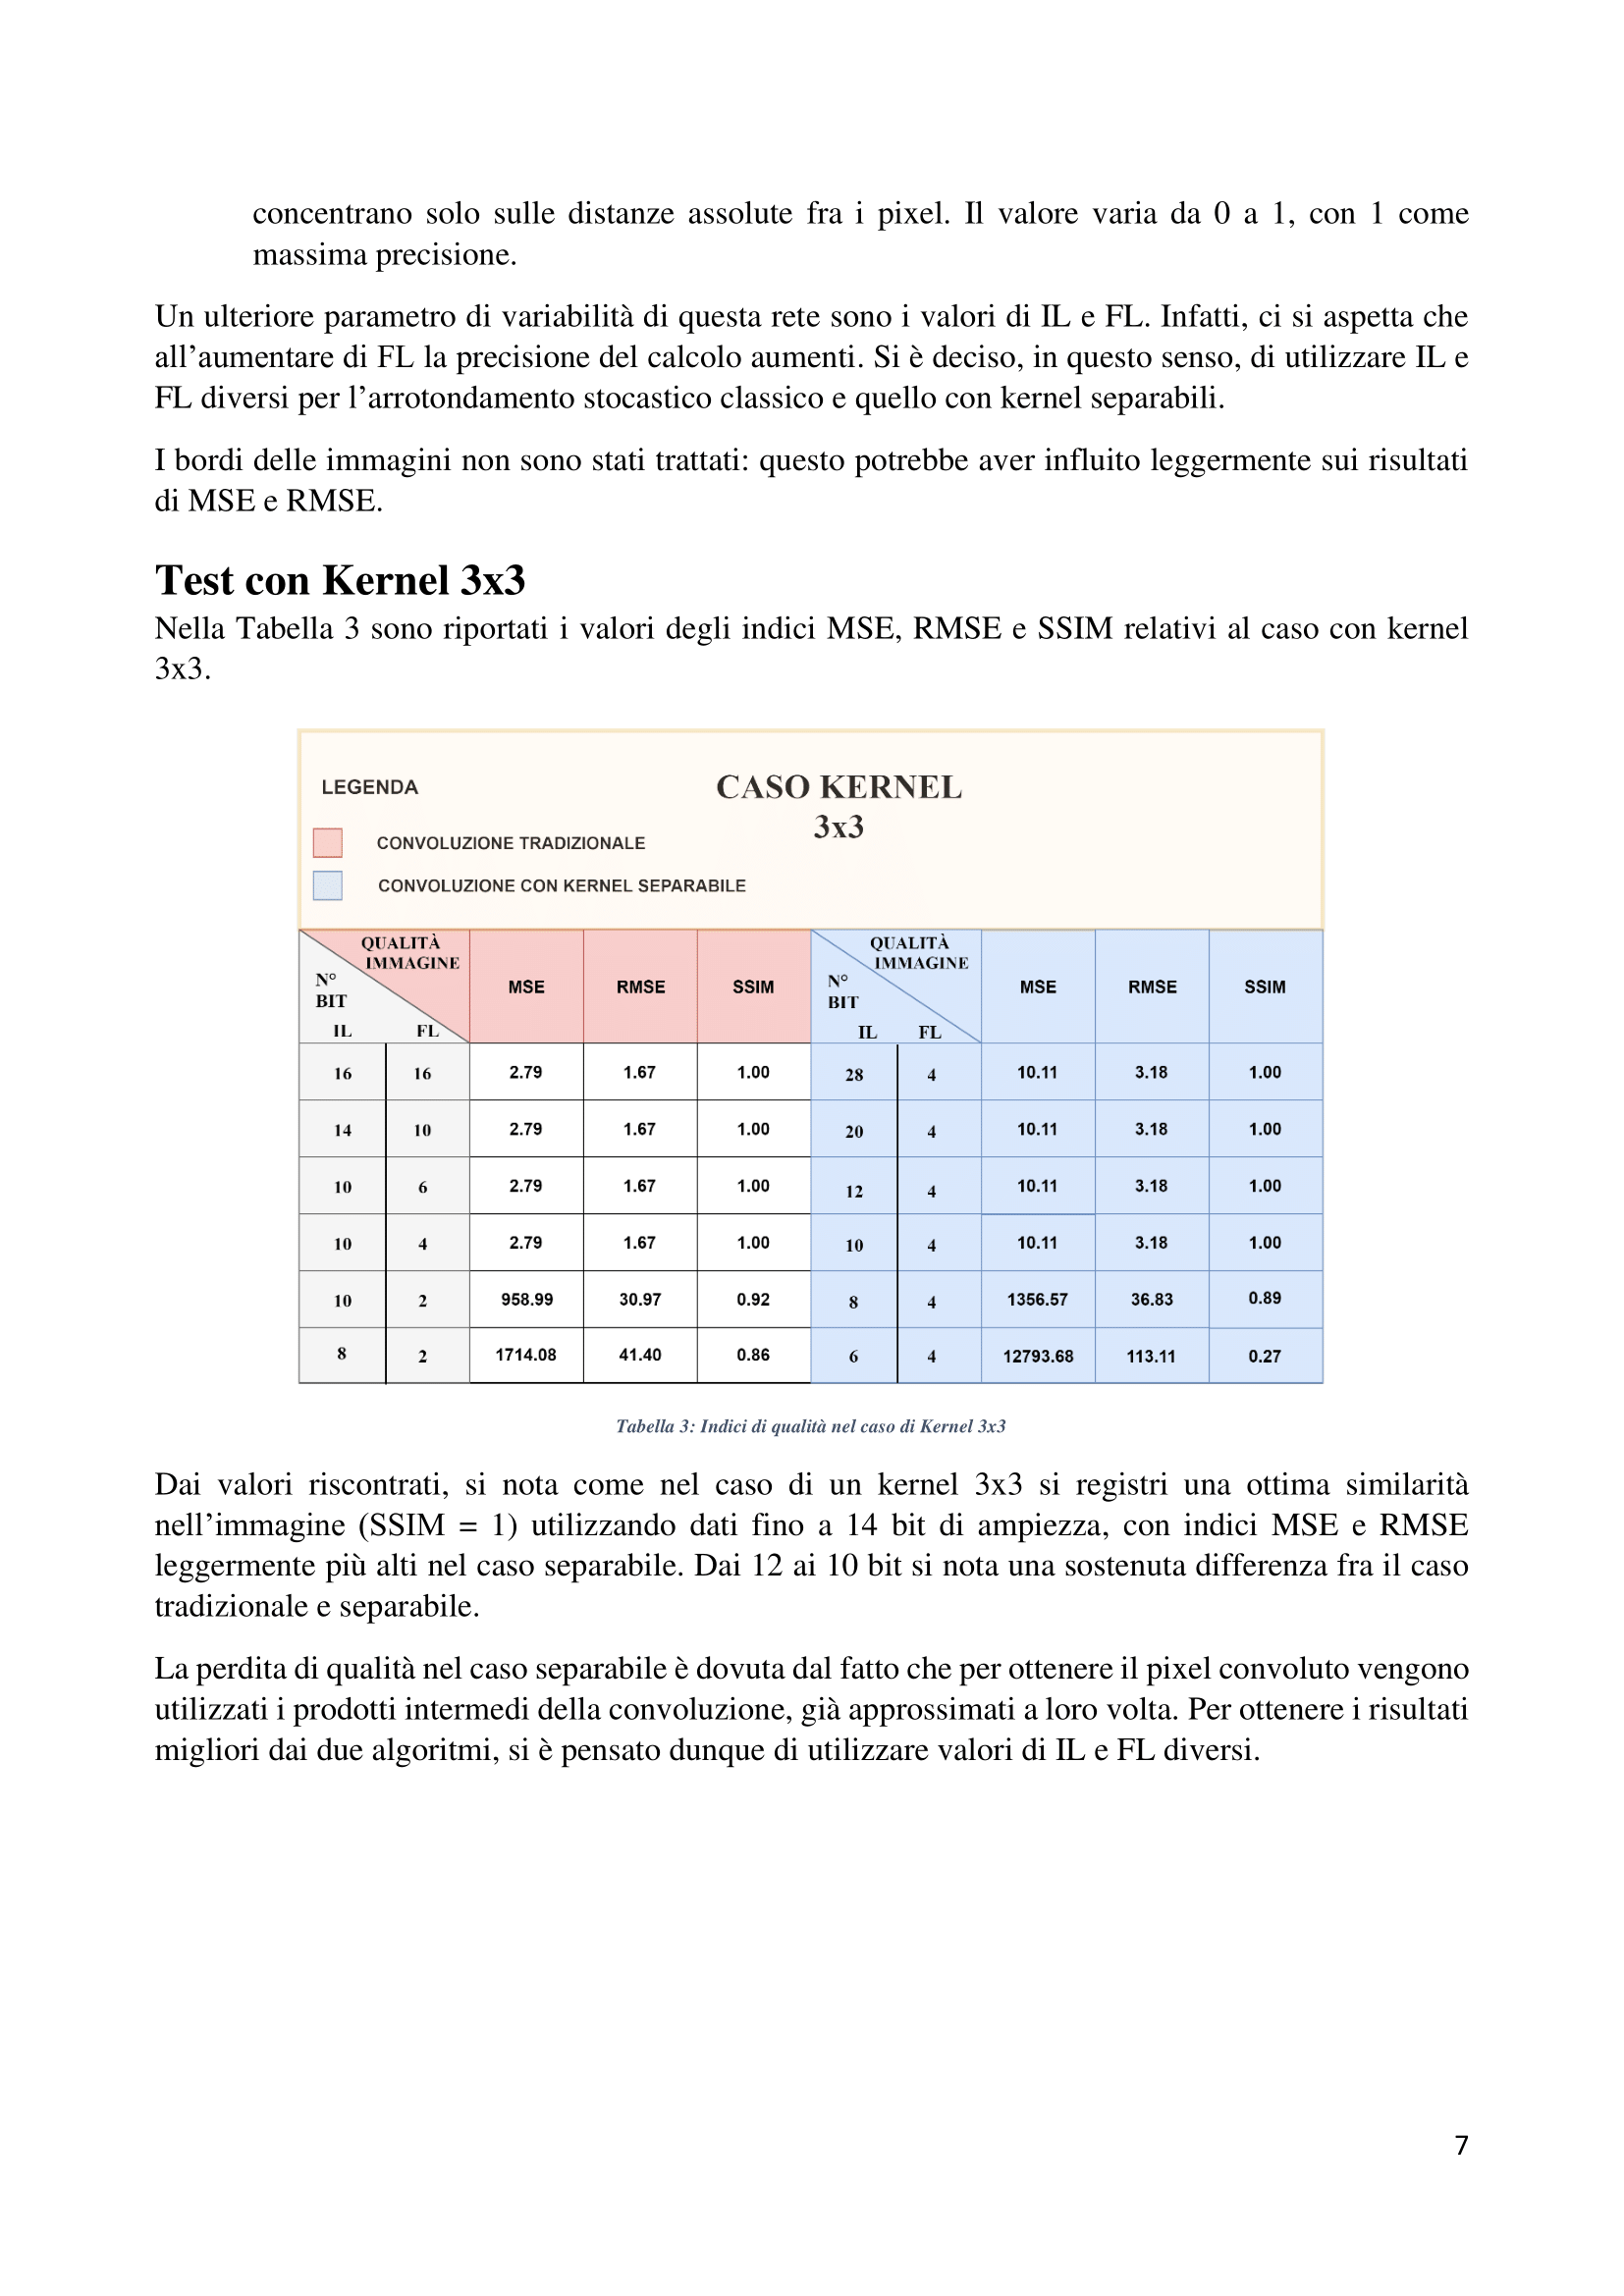 concentrano solo sulle distanze assolute fra i pixel. Il valore varia da 0 a 1, con 1 come
massima precisione.
Un ulteriore parametro di variabilità di questa rete sono i valori di IL e FL. Infatti, ci si aspetta che
all’aumentare di FL la precisione del calcolo aumenti. Si è deciso, in questo senso, di utilizzare IL e
FL diversi per l’arrotondamento stocastico classico e quello con kernel separabili.
I bordi delle immagini non sono stati trattati: questo potrebbe aver influito leggermente sui risultati
di MSE e RMSE.
Test con Kernel 3x3
Nella Tabella 3 sono riportati i valori degli indici MSE, RMSE e SSIM relativi al caso con kernel
3x3.
LEGENDA
CASO KERNEL
3x3
CONVOLUZIONE TRADIZIONALE
CONVOLUZIONE CON KERNEL SEPARABILE
QUALITÀ IMMAGINE N° BIT IL FL MSE RMSE SSIM QUALITÀ IMMAGINE N° BIT IL FL MSE RMSE SSIM
16 16 2.79 1.67 1.00 28 4 10.11 3.18 1.00
14 10 2.79 1.67 1.00 20 4 10.11 3.18 1.00
10 6 2.79 1.67 1.00 12 4 10.11 3.18 1.00
10 4 2.79 1.67 1.00 10 4 10.11 3.18 1.00
10 2 958.99 30.97 0.92 8 4 1356.57 36.83 0.89
8 2 1714.08 41.40 0.86 6 4 12793.68 113.11 0.27
Tabella 3: Indici di qualità nel caso di Kernel 3x3
Dai valori riscontrati, si nota come nel caso di un kernel 3x3 si registri una ottima similarità
nell’immagine (SSIM = 1) utilizzando dati fino a 14 bit di ampiezza, con indici MSE e RMSE
leggermente più alti nel caso separabile. Dai 12 ai 10 bit si nota una sostenuta differenza fra il caso
tradizionale e separabile.
La perdita di qualità nel caso separabile è dovuta dal fatto che per ottenere il pixel convoluto vengono
utilizzati i prodotti intermedi della convoluzione, già approssimati a loro volta. Per ottenere i risultati
migliori dai due algoritmi, si è pensato dunque di utilizzare valori di IL e FL diversi.
7